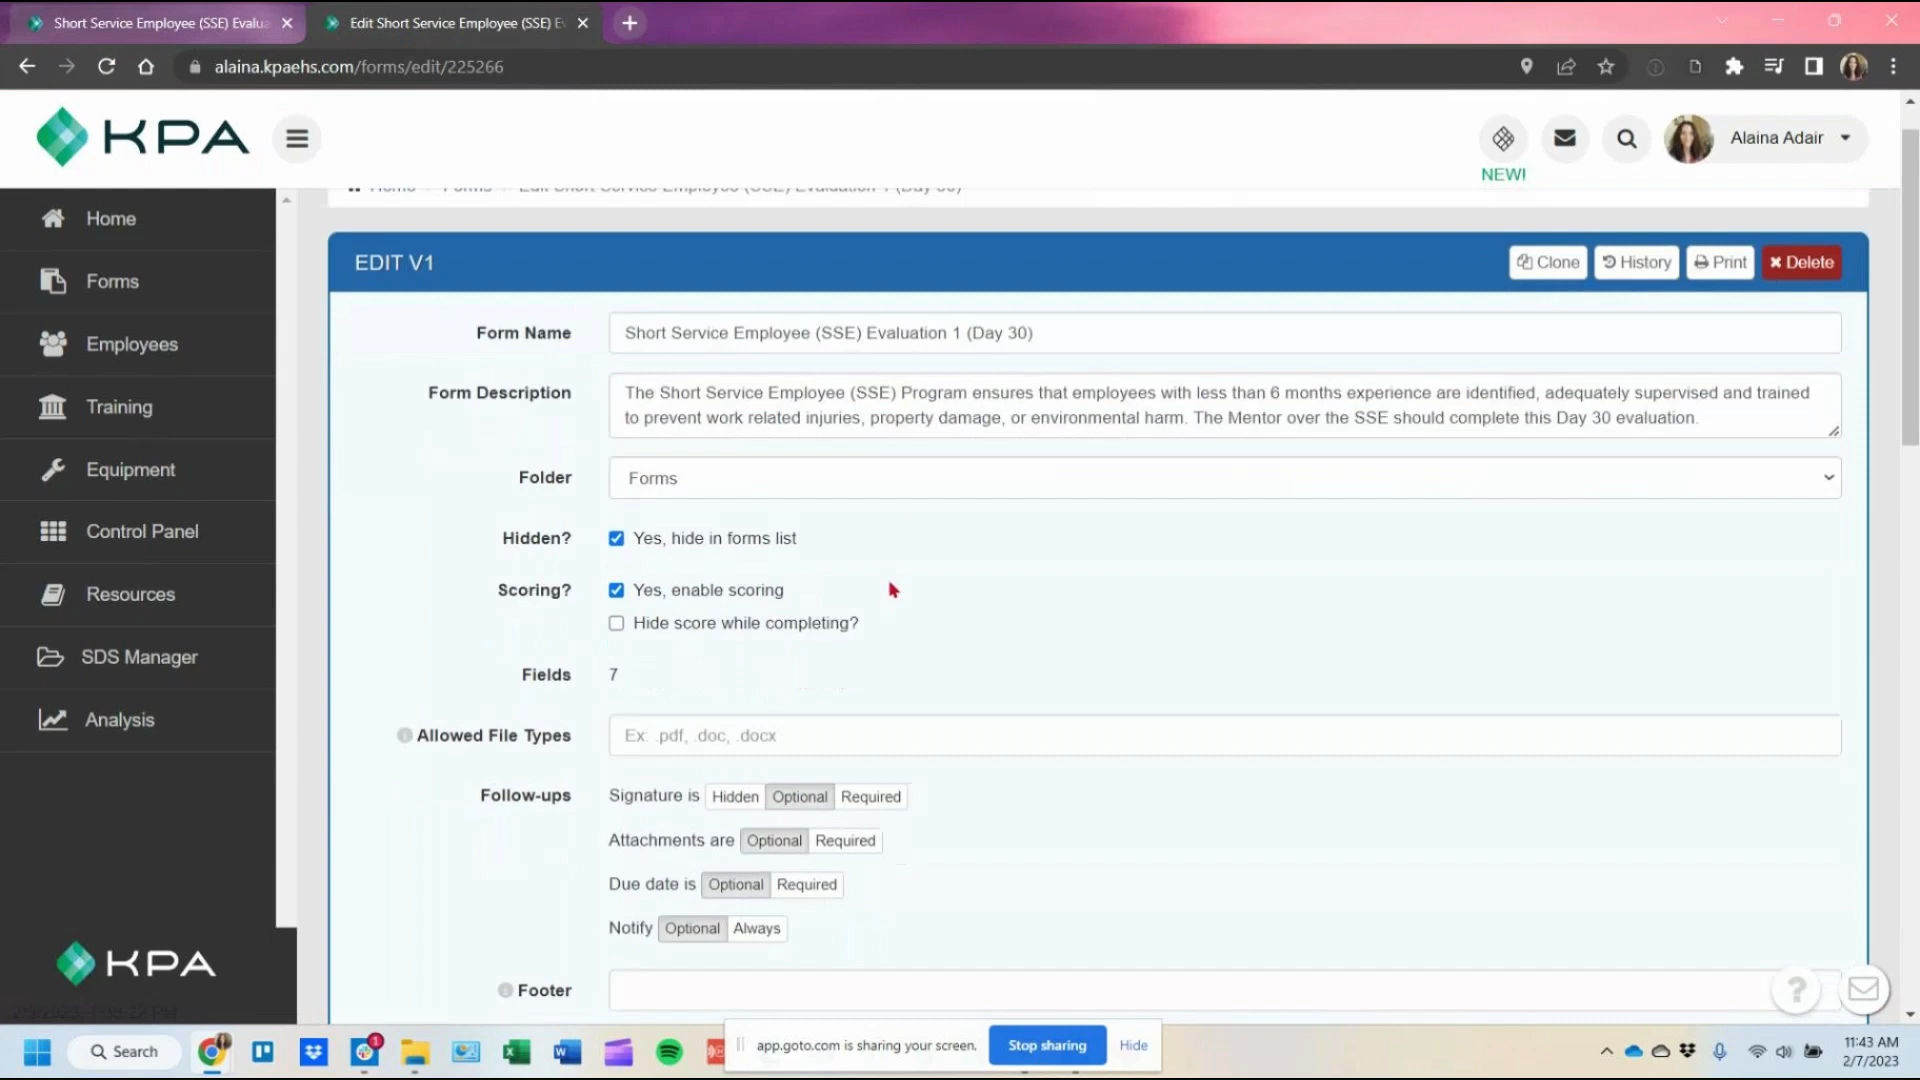 Short Service Employee (SSE) Evalu
Edit Short Service Employee (SSE) E
alaina.kpaehs.com/forms/edit/225266
KPA
NEW!
Alaina Adair
Home
Forms
Edit Short Service Employee (SSE) Evaluation 1 (Day 30)
Home
Forms
Employees
Training
Equipment
Control Panel
Resources
SDS Manager
Analysis
KPA
EDIT V1
Clone
History
Print
Delete
Form Name
Short Service Employee (SSE) Evaluation 1 (Day 30)
Form Description
The Short Service Employee (SSE) Program ensures that employees with less than 6 months experience are identified, adequately supervised and trained
to prevent work related injuries, property damage, or environmental harm. The Mentor over the SSE should complete this Day 30 evaluation.
Folder
Forms
Hidden?
Yes, hide in forms list
Scoring?
Yes, enable scoring
Hide score while completing?
Fields
7
Allowed File Types
Ex: .pdf, .doc, .docx
Follow-ups
Signature is Hidden Optional Required
Attachments are Optional Required
Due date is Optional Required
Notify Optional Always
Footer
Search
1
app.goto.com is sharing your screen.
Stop sharing
Hide
11:43 AM
2/7/2023